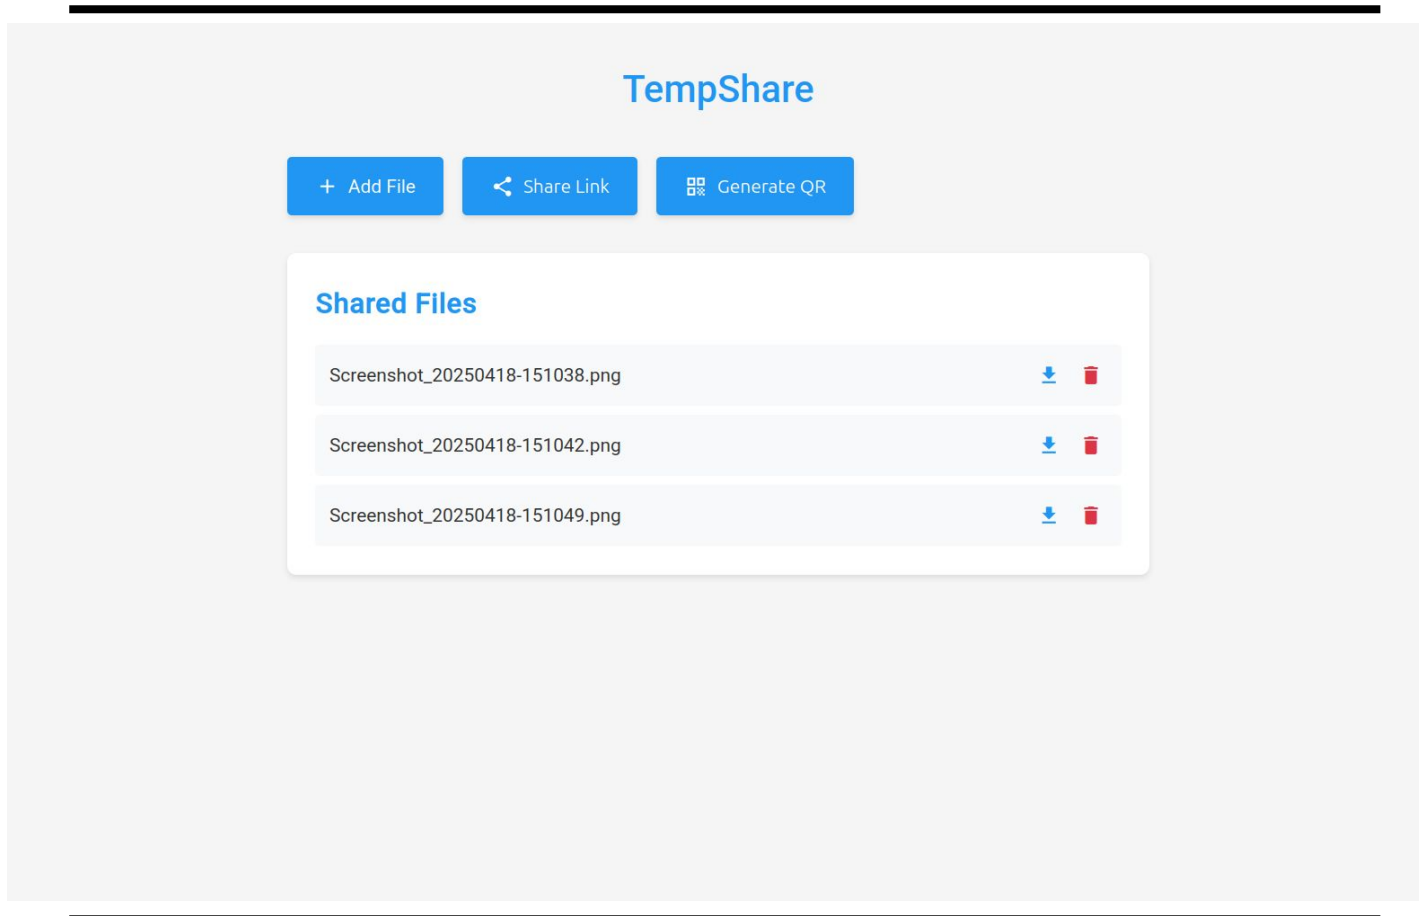 TempShare
Add File
Share Link
Generate QR
Shared Files
Screenshot_20250418-151038.png
Screenshot_20250418-151042.png
Screenshot_20250418-151049.png